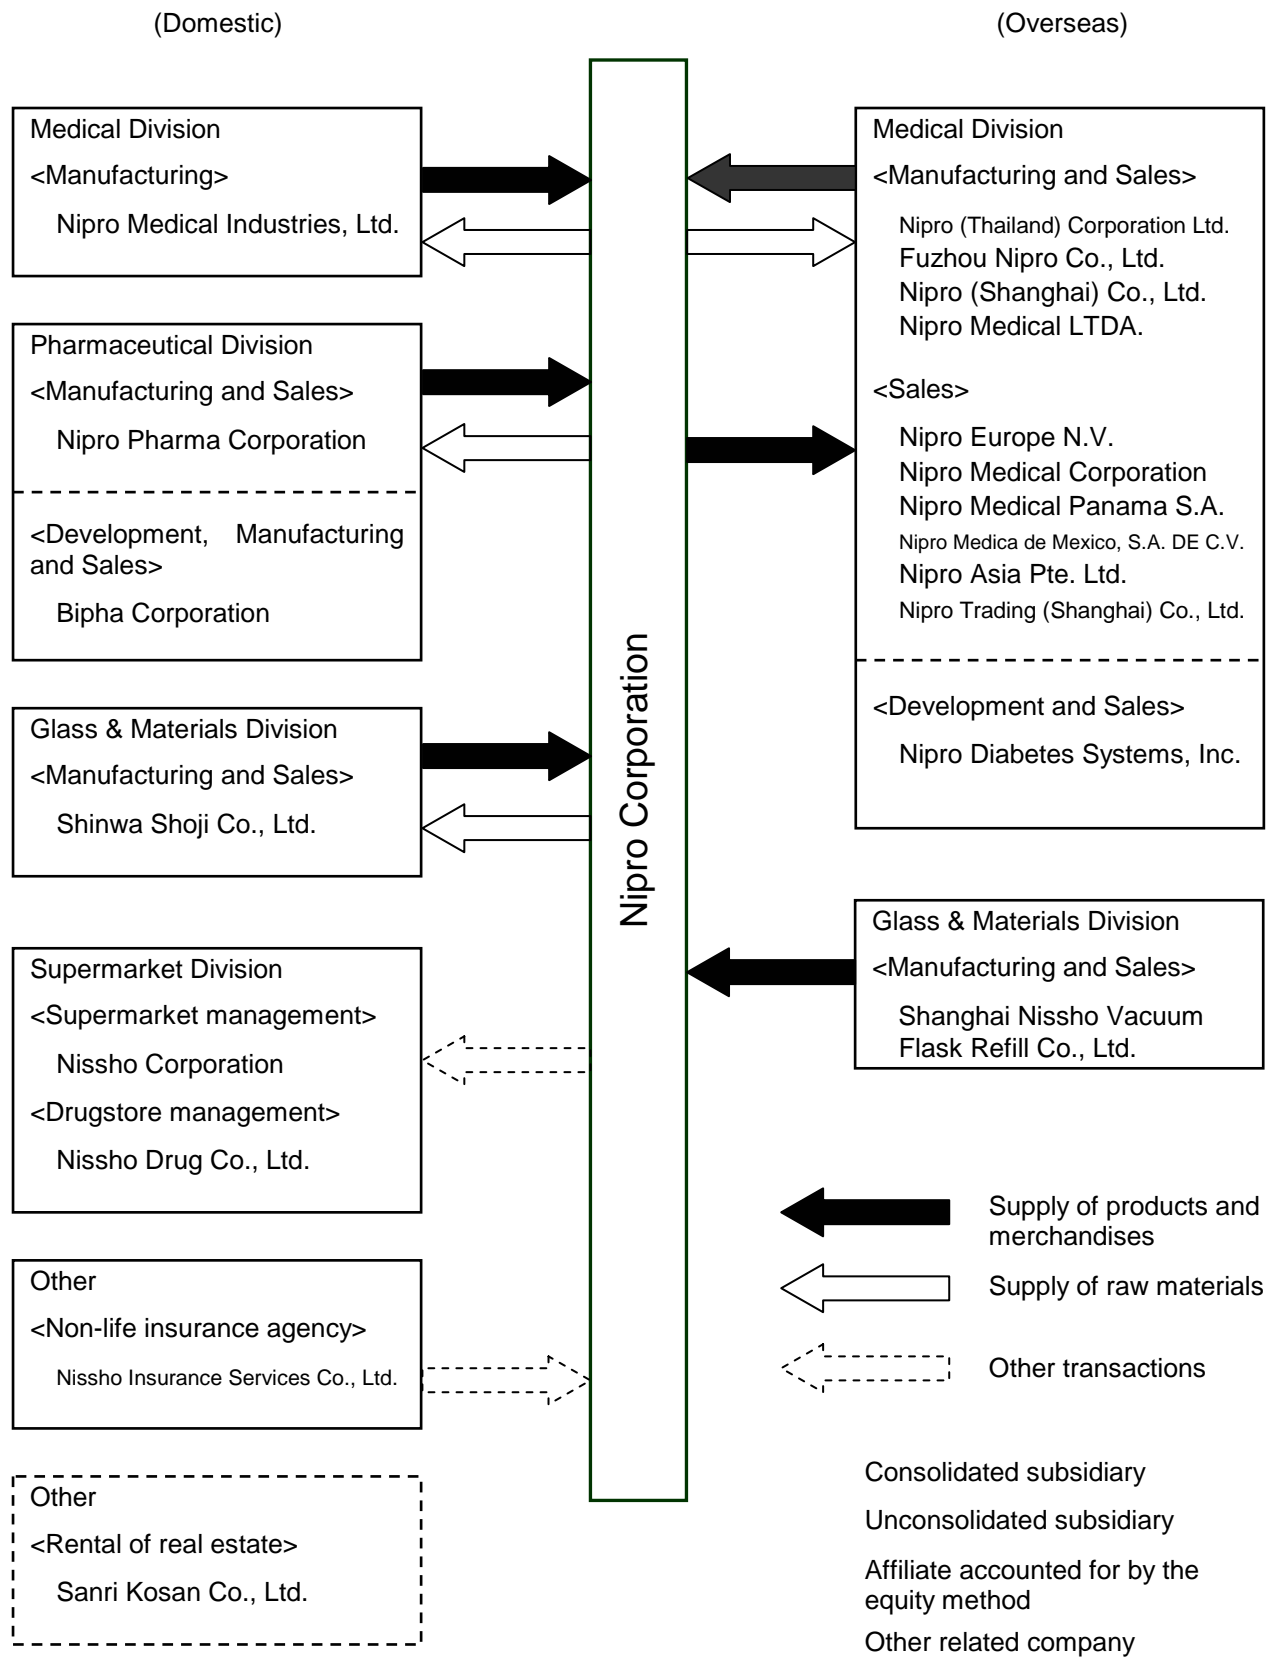 (Domestic)
(Overseas)
Medical Division
<Manufacturing>
Nipro Medical Industries, Ltd.
Pharmaceutical Division
<Manufacturing and Sales>
Nipro Pharma Corporation
<Development, Manufacturing
and Sales>
Bipha Corporation
Glass & Materials Division
<Manufacturing and Sales>
Shinwa Shoji Co., Ltd.
Supermarket Division
<Supermarket management>
Nissho Corporation
<Drugstore management>
Nissho Drug Co., Ltd.
Other
<Non-life insurance agency>
Nissho Insurance Services Co., Ltd.
Other
<Rental of real estate>
Sanri Kosan Co., Ltd.
Nipro Corporation
Medical Division
<Manufacturing and Sales>
Nipro (Thailand) Corporation Ltd.
Fuzhou Nipro Co., Ltd.
Nipro (Shanghai) Co., Ltd.
Nipro Medical LTDA.
<Sales>
Nipro Europe N.V.
Nipro Medical Corporation
Nipro Medical Panama S.A.
Nipro Medica de Mexico, S.A. DE C.V.
Nipro Asia Pte. Ltd.
Nipro Trading (Shanghai) Co., Ltd.
<Development and Sales>
Nipro Diabetes Systems, Inc.
Glass & Materials Division
<Manufacturing and Sales>
Shanghai Nissho Vacuum
Flask Refill Co., Ltd.
Supply of products and
merchandises
Supply of raw materials
Other transactions
Consolidated subsidiary
Unconsolidated subsidiary
Affiliate accounted for by the
equity method
Other related company